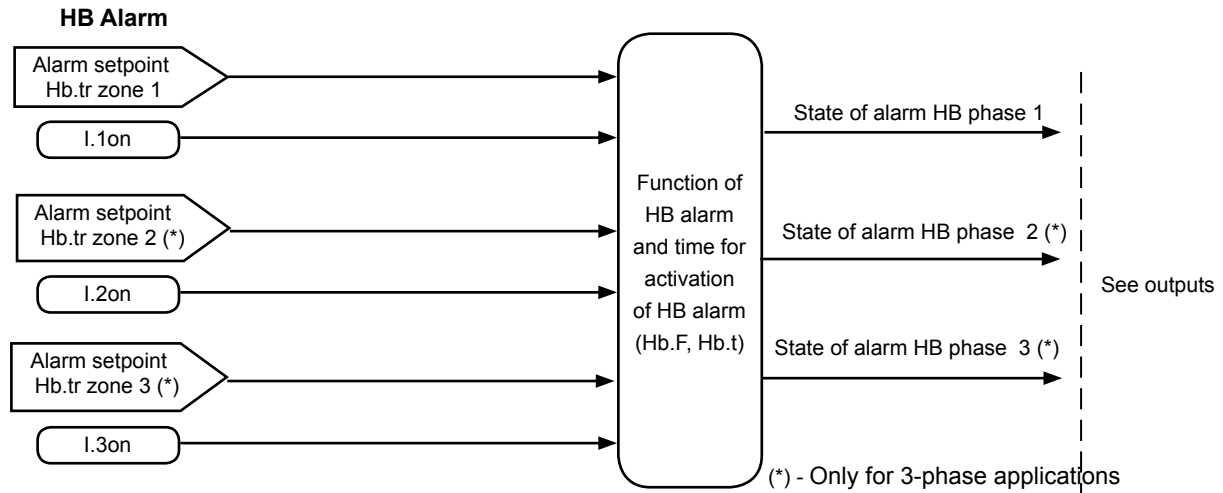 HB Alarm
Alarm setpoint
Hb.tr zone 1
I.1on
Alarm setpoint
Hb.tr zone 2 (*)
I.2on
Alarm setpoint
Hb.tr zone 3 (*)
I.3on
Function of
HB alarm
and time for
activation
of HB alarm
(Hb.F, Hb.t)
State of alarm HB phase 1
State of alarm HB phase 2 (*)
State of alarm HB phase 3 (*)
See outputs
(*) - Only for 3-phase applications